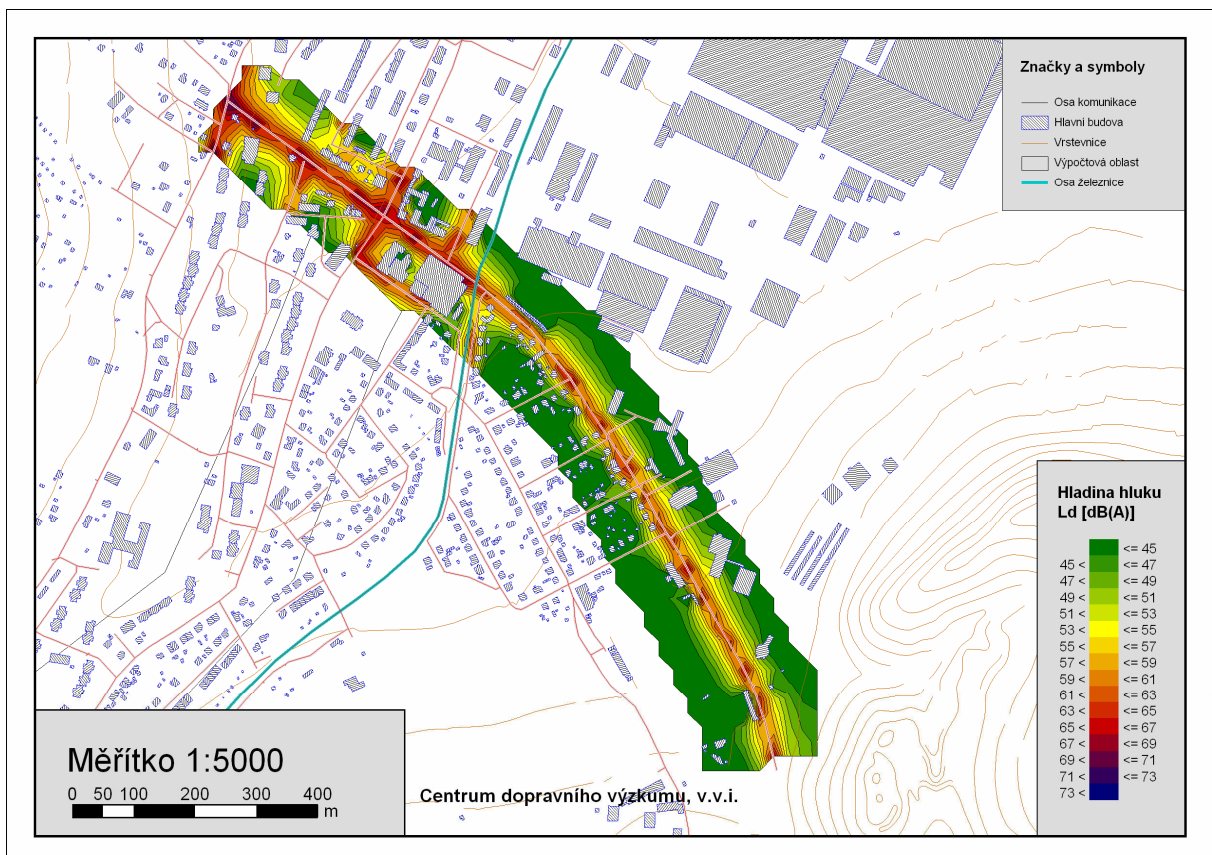 Značky a symboly
Osa komunikace
Hlavni budova
Vrstevnice
Výpočtová oblast
Osa železnice
Hladina hluku
Ld [dB(A)]
<= 45
45 < <= 47
47 < <= 49
49 < <= 51
51 < <= 53
53 < <= 55
55 < <= 57
57 < <= 59
59 < <= 61
61 < <= 63
63 < <= 65
65 < <= 67
67 < <= 69
69 < <= 71
71 < <= 73
73 <
Měřítko 1:5000
0 50 100 200 300 400
m
Centrum dopravního výzkumu, v.v.i.